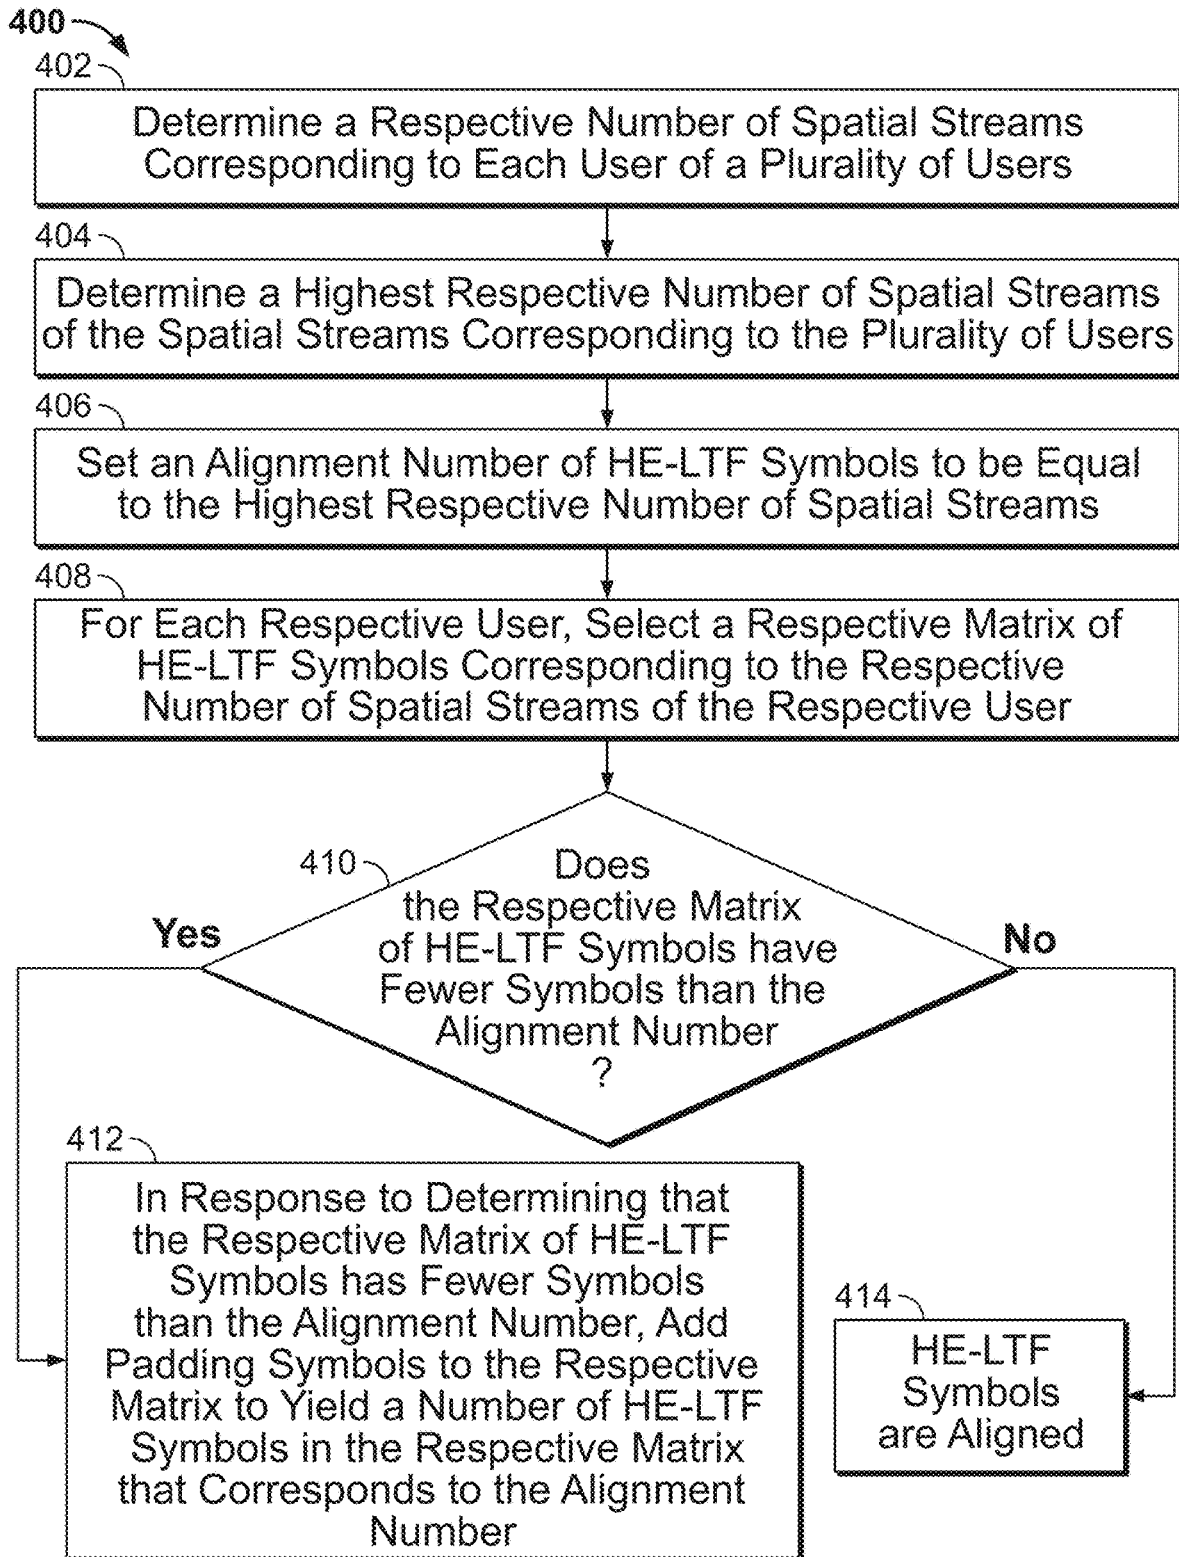 400
402
Determine a Respective Number of Spatial Streams
Corresponding to Each User of a Plurality of Users
404
Determine a Highest Respective Number of Spatial Streams
of the Spatial Streams Corresponding to the Plurality of Users
406
Set an Alignment Number of HE-LTF Symbols to be Equal
to the Highest Respective Number of Spatial Streams
408
For Each Respective User, Select a Respective Matrix of
HE-LTF Symbols Corresponding to the Respective
Number of Spatial Streams of the Respective User
410
Does
the Respective Matrix
of HE-LTF Symbols have
Fewer Symbols than the
Alignment Number
?
Yes
No
412
In Response to Determining that
the Respective Matrix of HE-LTF
Symbols has Fewer Symbols
than the Alignment Number, Add
Padding Symbols to the Respective
Matrix to Yield a Number of HE-LTF
Symbols in the Respective Matrix
that Corresponds to the Alignment
Number
414
HE-LTF
Symbols
are Aligned